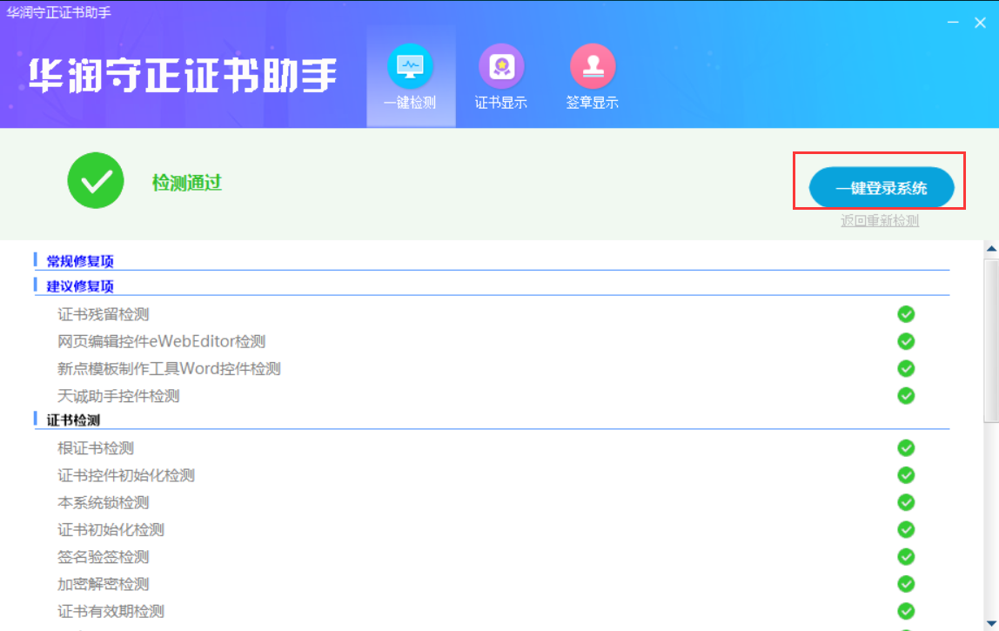 华润守正证书助手
华润守正证书助手
一键检测
证书显示
签章显示
检测通过
一键登录系统
返回重新检测
常规修复项
建议修复项
证书残留检测
网页编辑控件eWebEditor检测
新点模板制作工具Word控件检测
天诚助手控件检测
证书检测
根证书检测
证书控件初始化检测
本系统锁检测
证书初始化检测
签名验签检测
加密解密检测
证书有效期检测